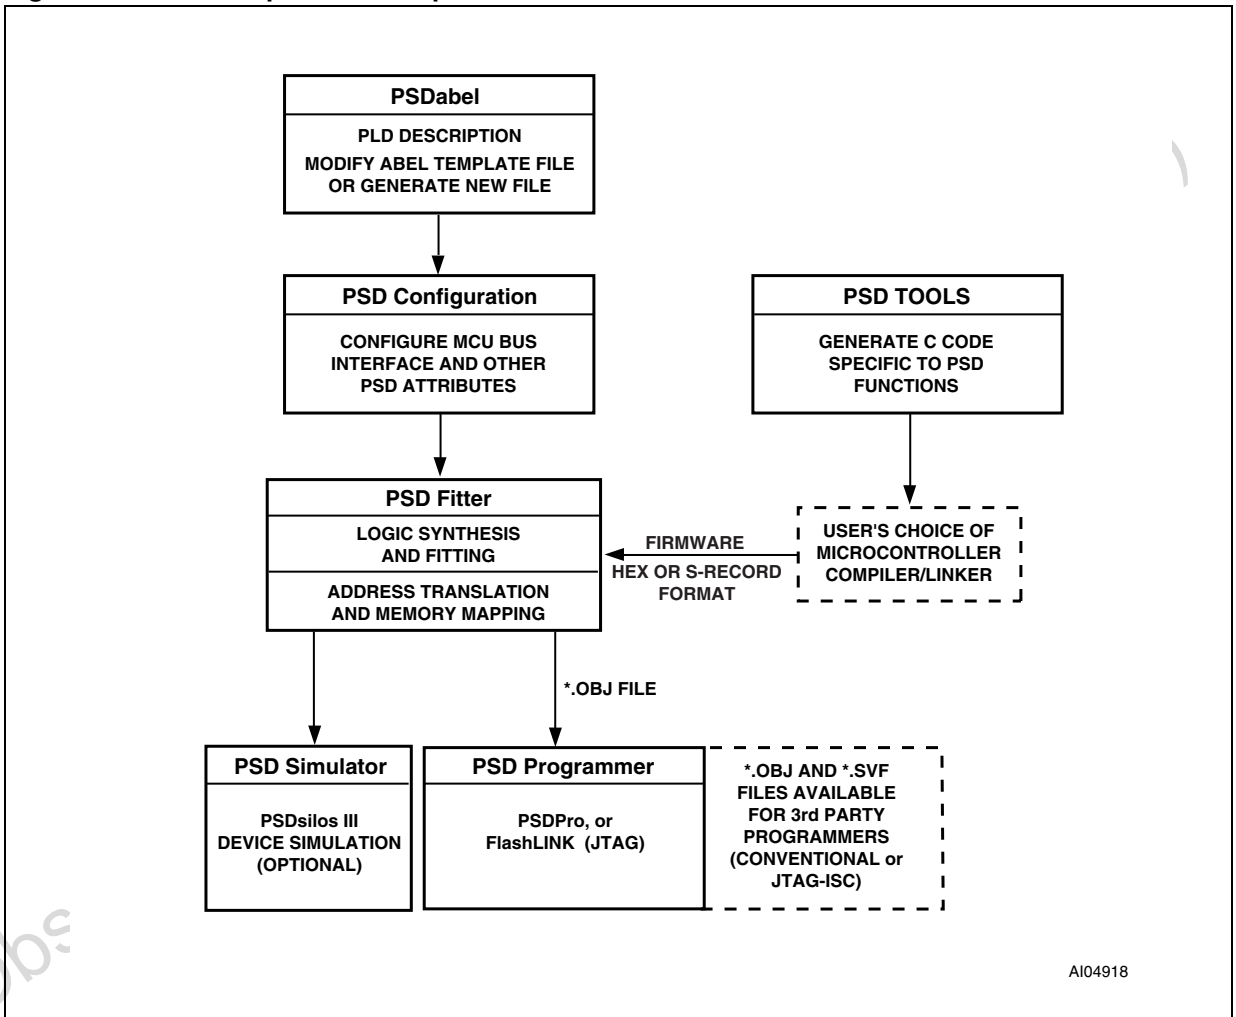 PSDabel
PLD DESCRIPTION
MODIFY ABEL TEMPLATE FILE
OR GENERATE NEW FILE
PSD Configuration
CONFIGURE MCU BUS
INTERFACE AND OTHER
PSD ATTRIBUTES
PSD TOOLS
GENERATE C CODE
SPECIFIC TO PSD
FUNCTIONS
PSD Fitter
LOGIC SYNTHESIS
AND FITTING
ADDRESS TRANSLATION
AND MEMORY MAPPING
FIRMWARE
HEX OR S-RECORD
FORMAT
USER'S CHOICE OF
MICROCONTROLLER
COMPILER/LINKER
*.OBJ FILE
PSD Simulator
PSDsilos III
DEVICE SIMULATION
(OPTIONAL)
PSD Programmer
PSDPro, or
FlashLINK (JTAG)
*.OBJ AND *.SVF
FILES AVAILABLE
FOR 3rd PARTY
PROGRAMMERS
(CONVENTIONAL or
JTAG-ISC)
AI04918